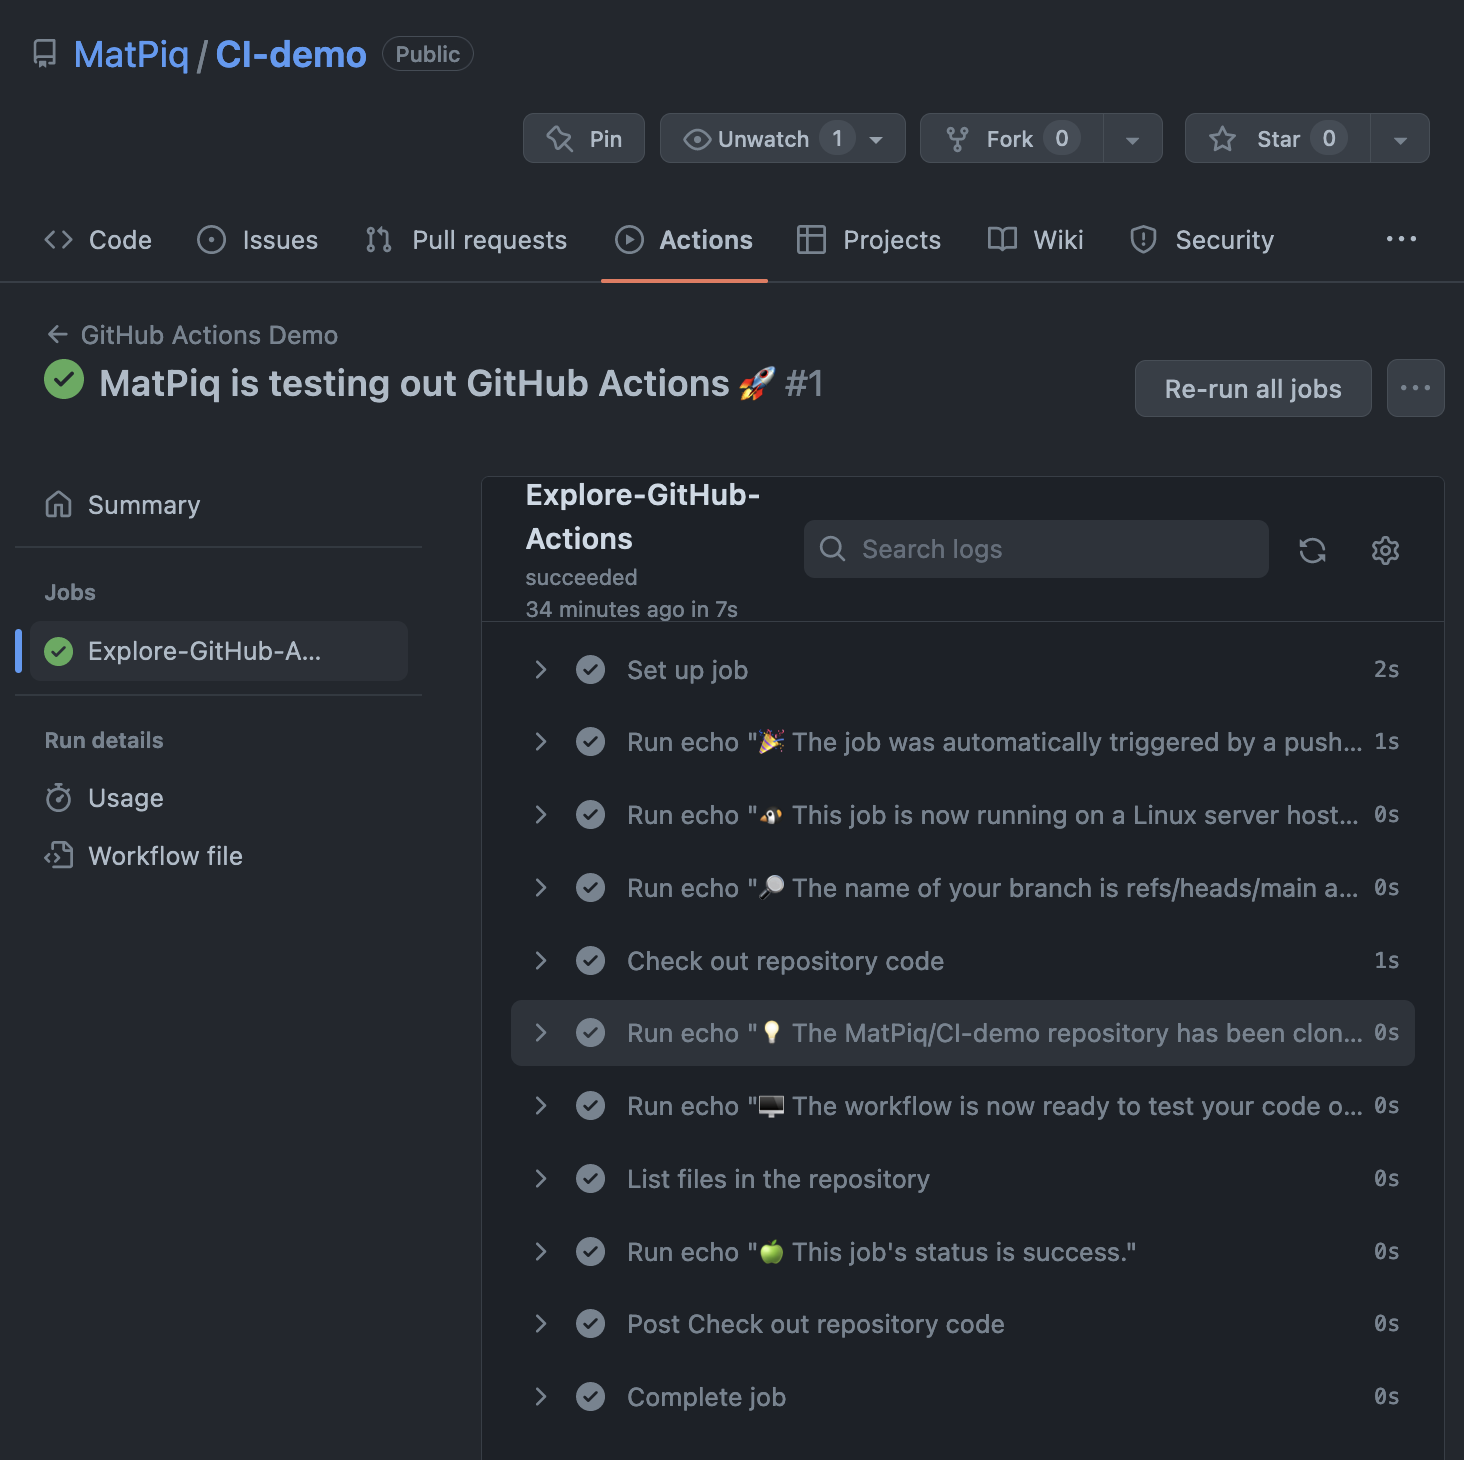 MatPiq / CI-demo Public
Pin Unwatch 1 Fork 0 Star 0
Code Issues Pull requests Actions Projects Wiki Security ...
← GitHub Actions Demo
MatPiq is testing out GitHub Actions 🚀 #1
Re-run all jobs ...
Summary
Jobs
Explore-GitHub-A...
Run details
Usage
Workflow file
Explore-GitHub-
Actions
succeeded
34 minutes ago in 7s
Search logs
Set up job 2s
Run echo "🎉 The job was automatically triggered by a push... 1s
Run echo "🐧 This job is now running on a Linux server host... 0s
Run echo "🔎 The name of your branch is refs/heads/main a... 0s
Check out repository code 1s
Run echo "💡 The MatPiq/CI-demo repository has been clon... 0s
Run echo "🖥️ The workflow is now ready to test your code o... 0s
List files in the repository 0s
Run echo "🍏 This job's status is success." 0s
Post Check out repository code 0s
Complete job 0s